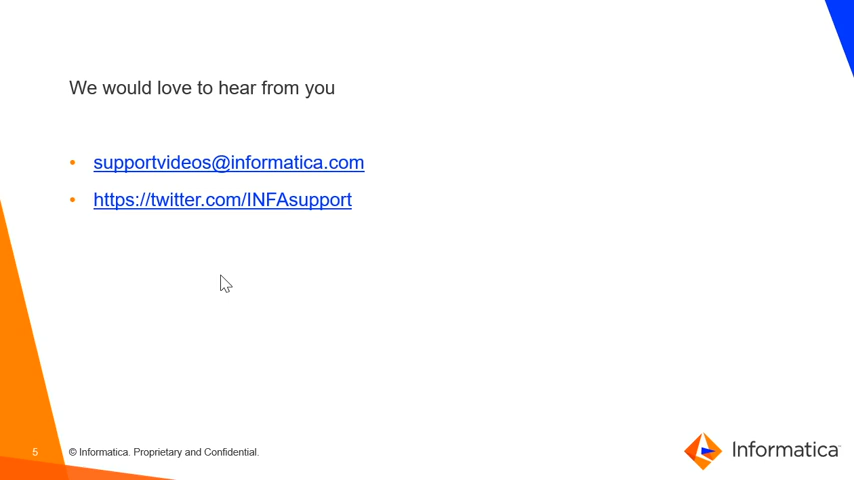 We would love to hear from you
• supportvideos@informatica.com
• https://twitter.com/INFAsupport
5 © Informatica. Proprietary and Confidential.
Informatica